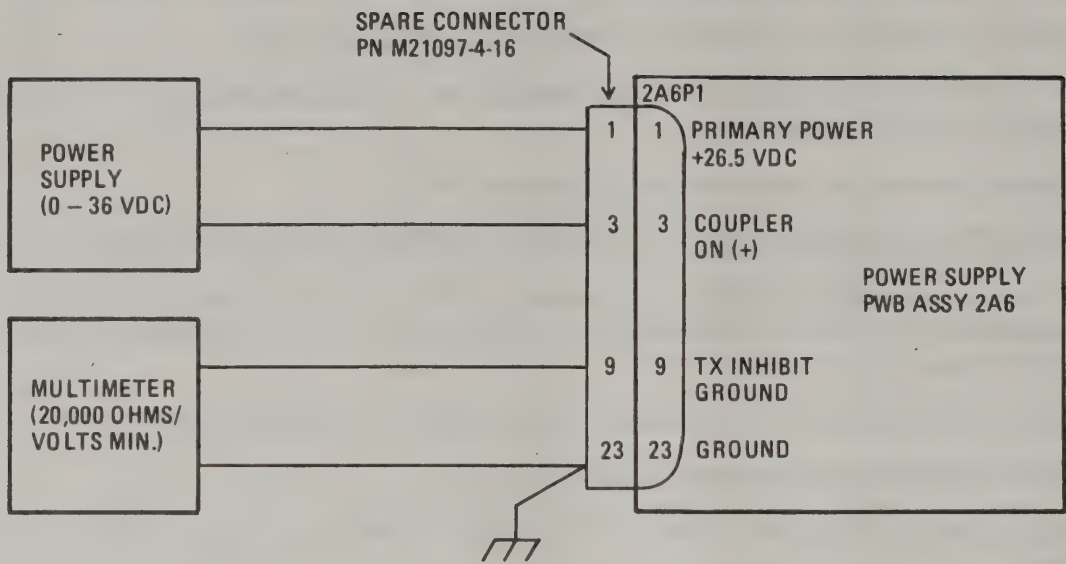 SPARE CONNECTOR
PN M21097-4-16
POWER
SUPPLY
(0 – 36 VDC)
MULTIMETER
(20,000 OHMS/
VOLTS MIN.)
2A6P1
1 1 PRIMARY POWER
+26.5 VDC
3 3 COUPLER
ON (+)
9 9 TX INHIBIT
GROUND
23 23 GROUND
POWER SUPPLY
PWB ASSY 2A6